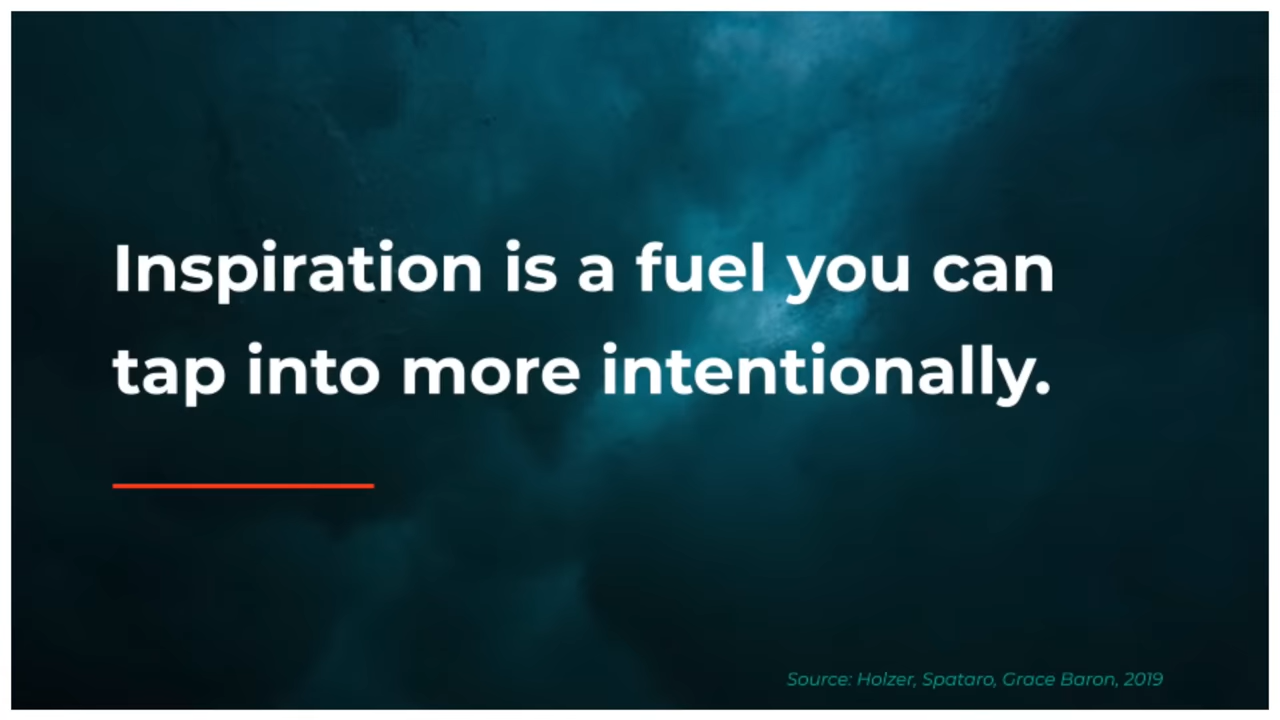 Inspiration is a fuel you can
tap into more intentionally.
Source: Holzer, Spataro, Grace Baron, 2019